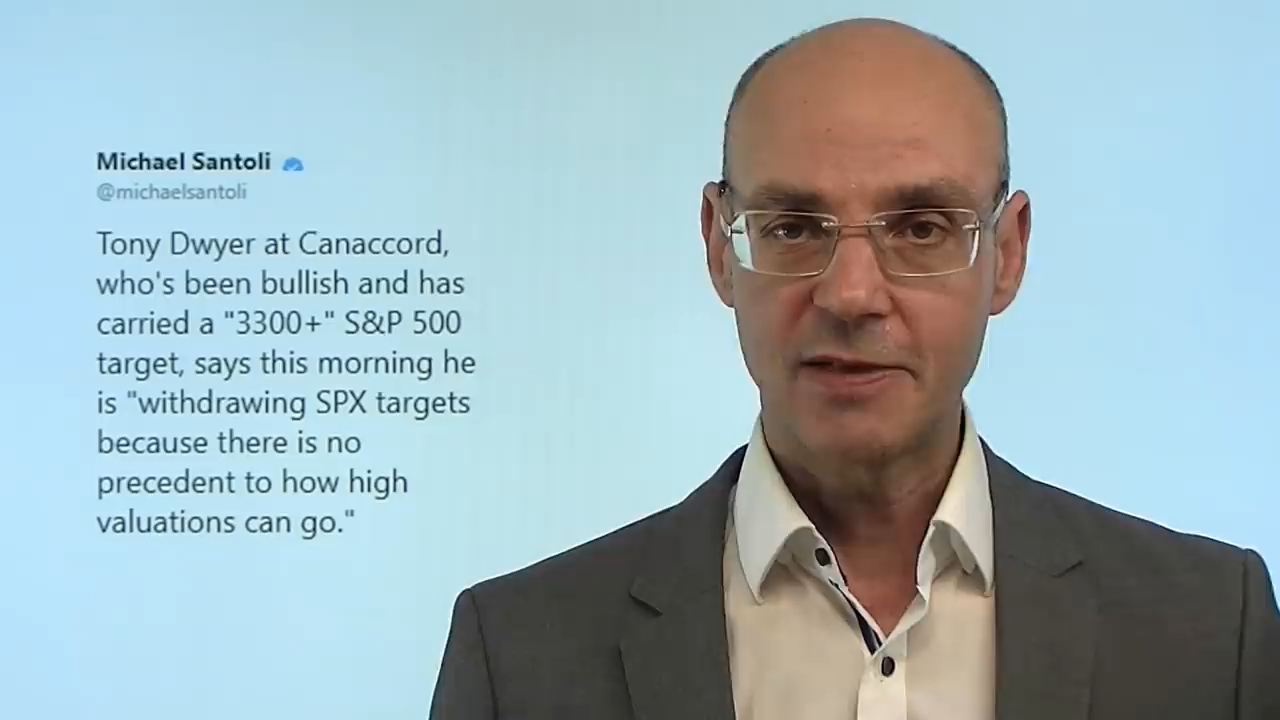 Michael Santoli
@michaelsantoli
Tony Dwyer at Canaccord,
who's been bullish and has
carried a "3300+" S&P 500
target, says this morning he
is "withdrawing SPX targets
because there is no
precedent to how high
valuations can go."